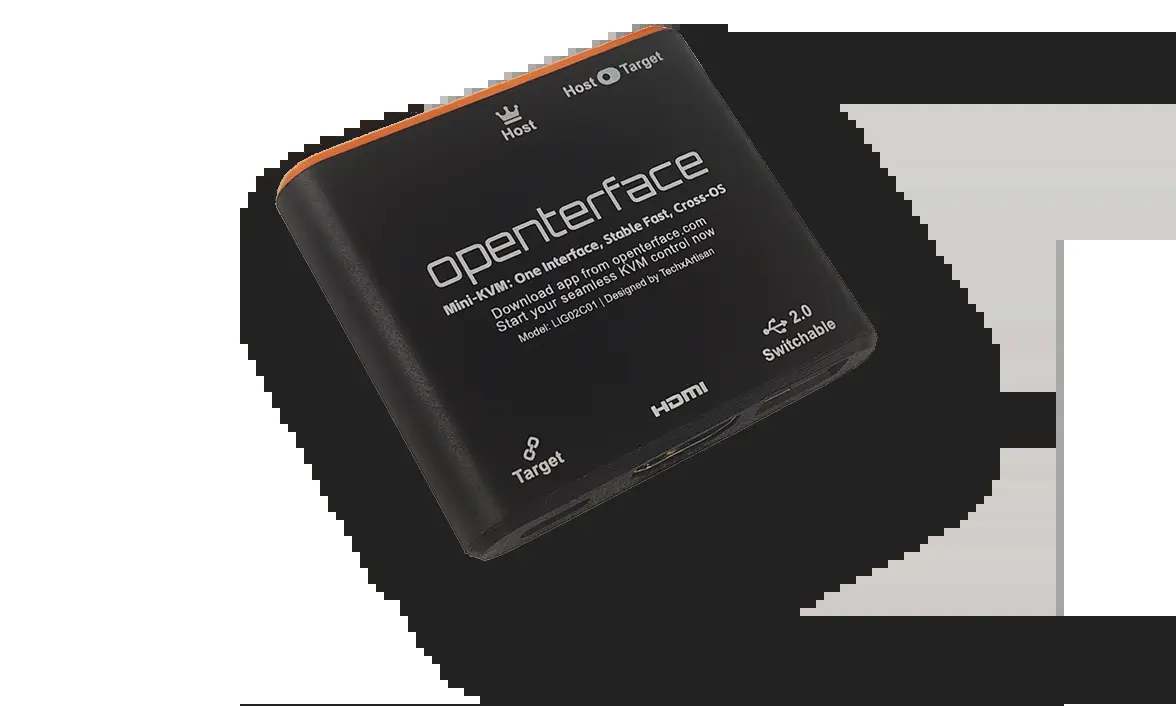 Host Target
Host
openterface
Mini-KVM: One Interface, Stable Fast, Cross-OS
Download app from openterface.com
Start your seamless KVM control now
Model: LIG02C01 | Designed by TechxArtisan
2.0
Switchable
HDMI
Target